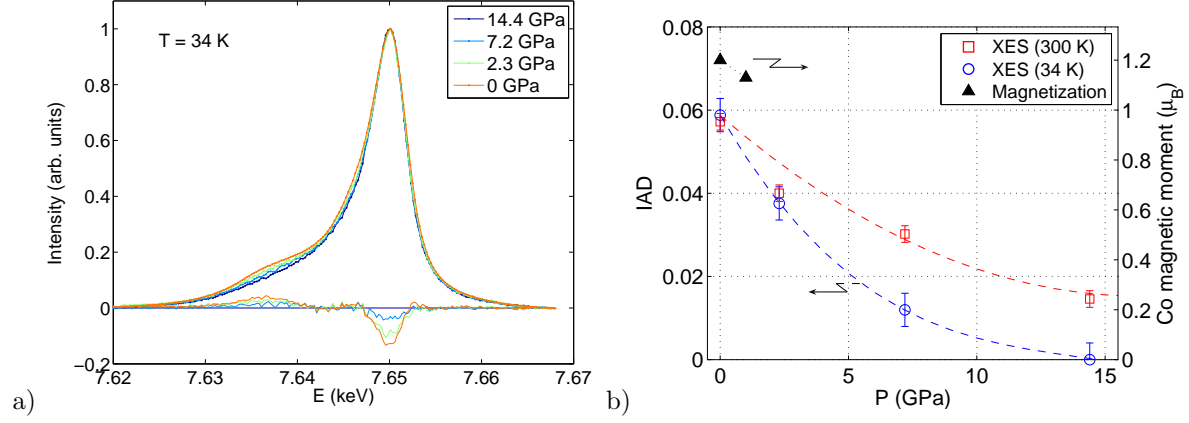 T = 34 K
14.4 GPa
7.2 GPa
2.3 GPa
0 GPa
Intensity (arb. units)
1
0.8
0.6
0.4
0.2
0
−0.2
7.62
7.63
7.64
7.65
7.66
7.67
E (keV)
a)
XES (300 K)
XES (34 K)
Magnetization
IAD
0.08
0.06
0.04
0.02
0
0
5
10
15
P (GPa)
1.2
1
0.8
0.6
0.4
0.2
0
Co magnetic moment (μB)
b)